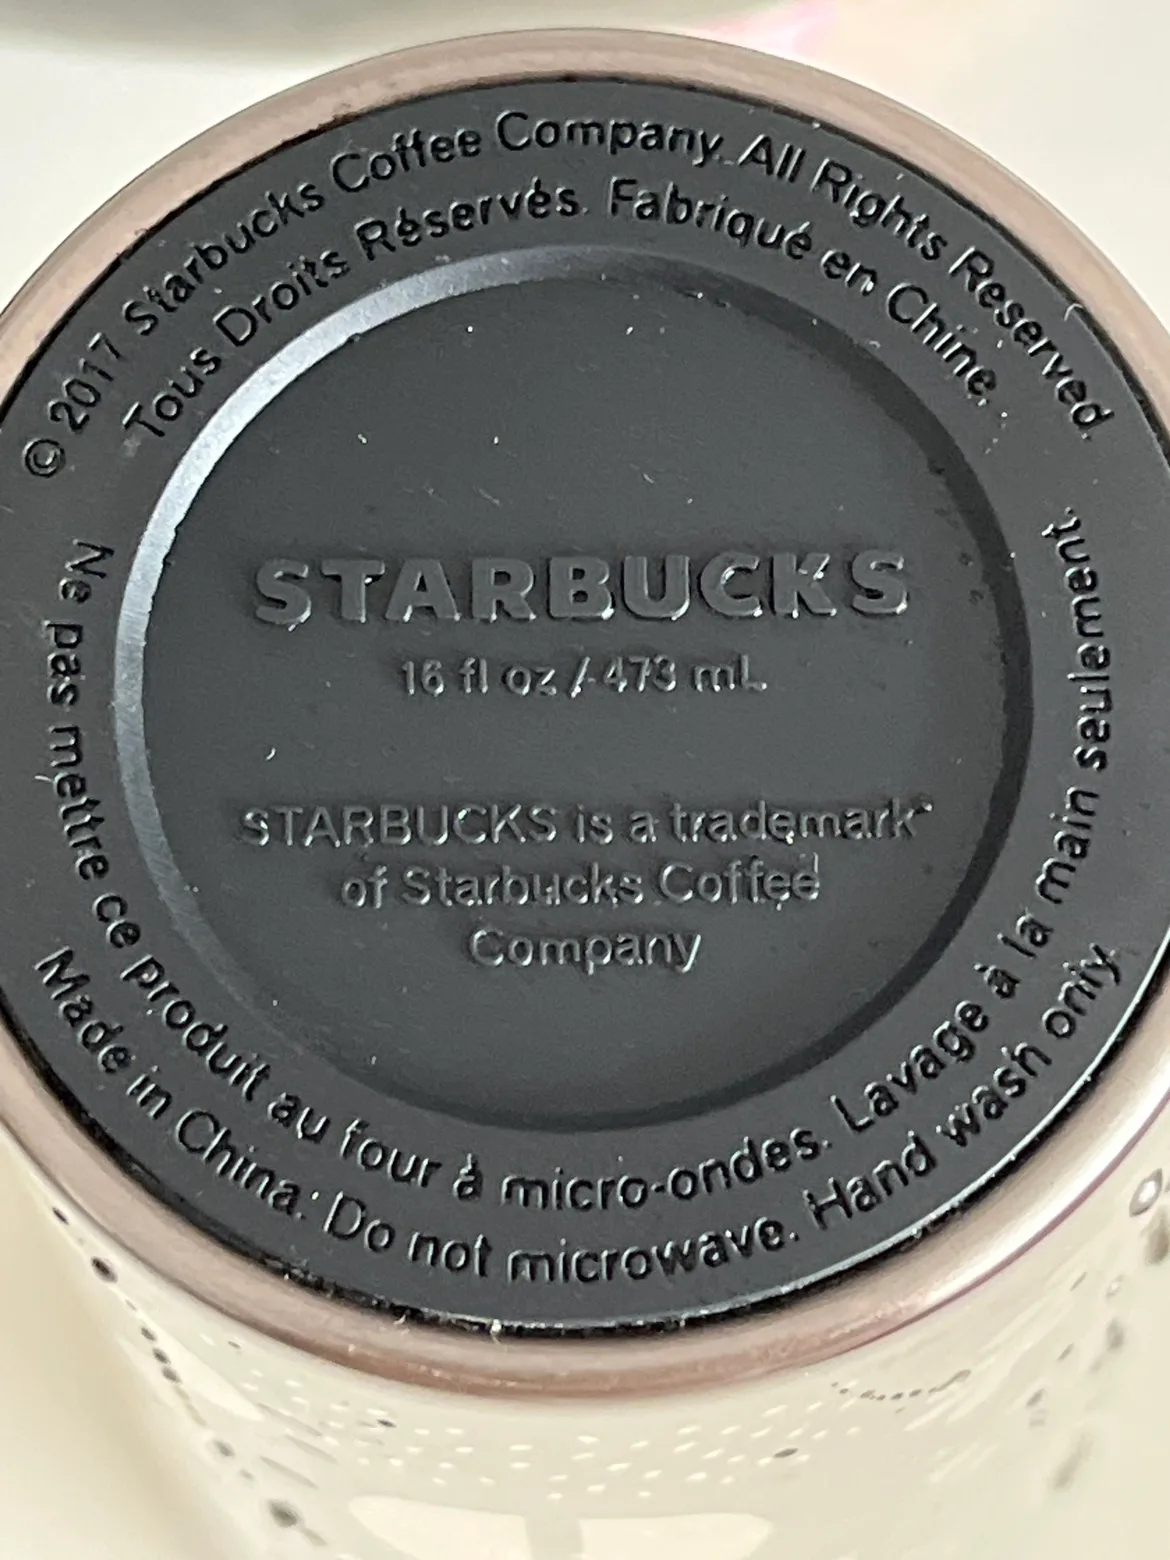 © 2017 Starbucks Coffee Company. All Rights Reserved.
Tous Droits Réservés. Fabriqué en Chine.
STARBUCKS
16 fl oz / 473 mL
STARBUCKS is a trademark
of Starbucks Coffee
Company
Ne pas mettre ce produit au four à micro-ondes. Lavage à la main seulement.
Made in China. Do not microwave. Hand wash only.